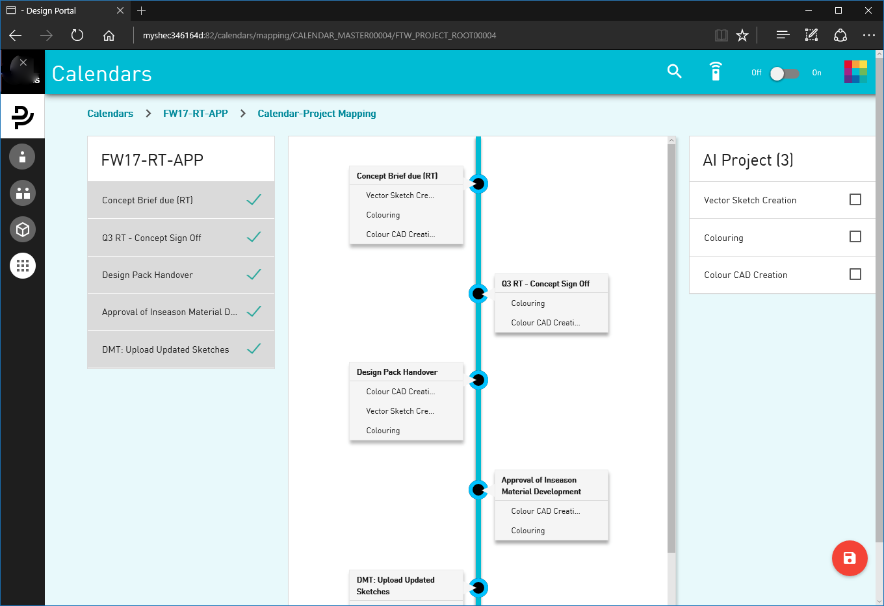 - Design Portal
myshec346164d:82/calendars/mapping/CALENDAR_MASTER00004/FTW_PROJECT_ROOT00004
Calendars
Off
On
Calendars > FW17-RT-APP > Calendar-Project Mapping
FW17-RT-APP
Concept Brief due (RT)
Q3 RT - Concept Sign Off
Design Pack Handover
Approval of Inseason Material D...
DMT: Upload Updated Sketches
Concept Brief due (RT)
Vector Sketch Cre...
Colouring
Colour CAD Creati...
Q3 RT - Concept Sign Off
Colouring
Colour CAD Creati...
Design Pack Handover
Colour CAD Creati...
Vector Sketch Cre...
Colouring
Approval of Inseason
Material Development
Colour CAD Creati...
Colouring
DMT: Upload Updated
Sketches
AI Project (3)
Vector Sketch Creation
Colouring
Colour CAD Creation